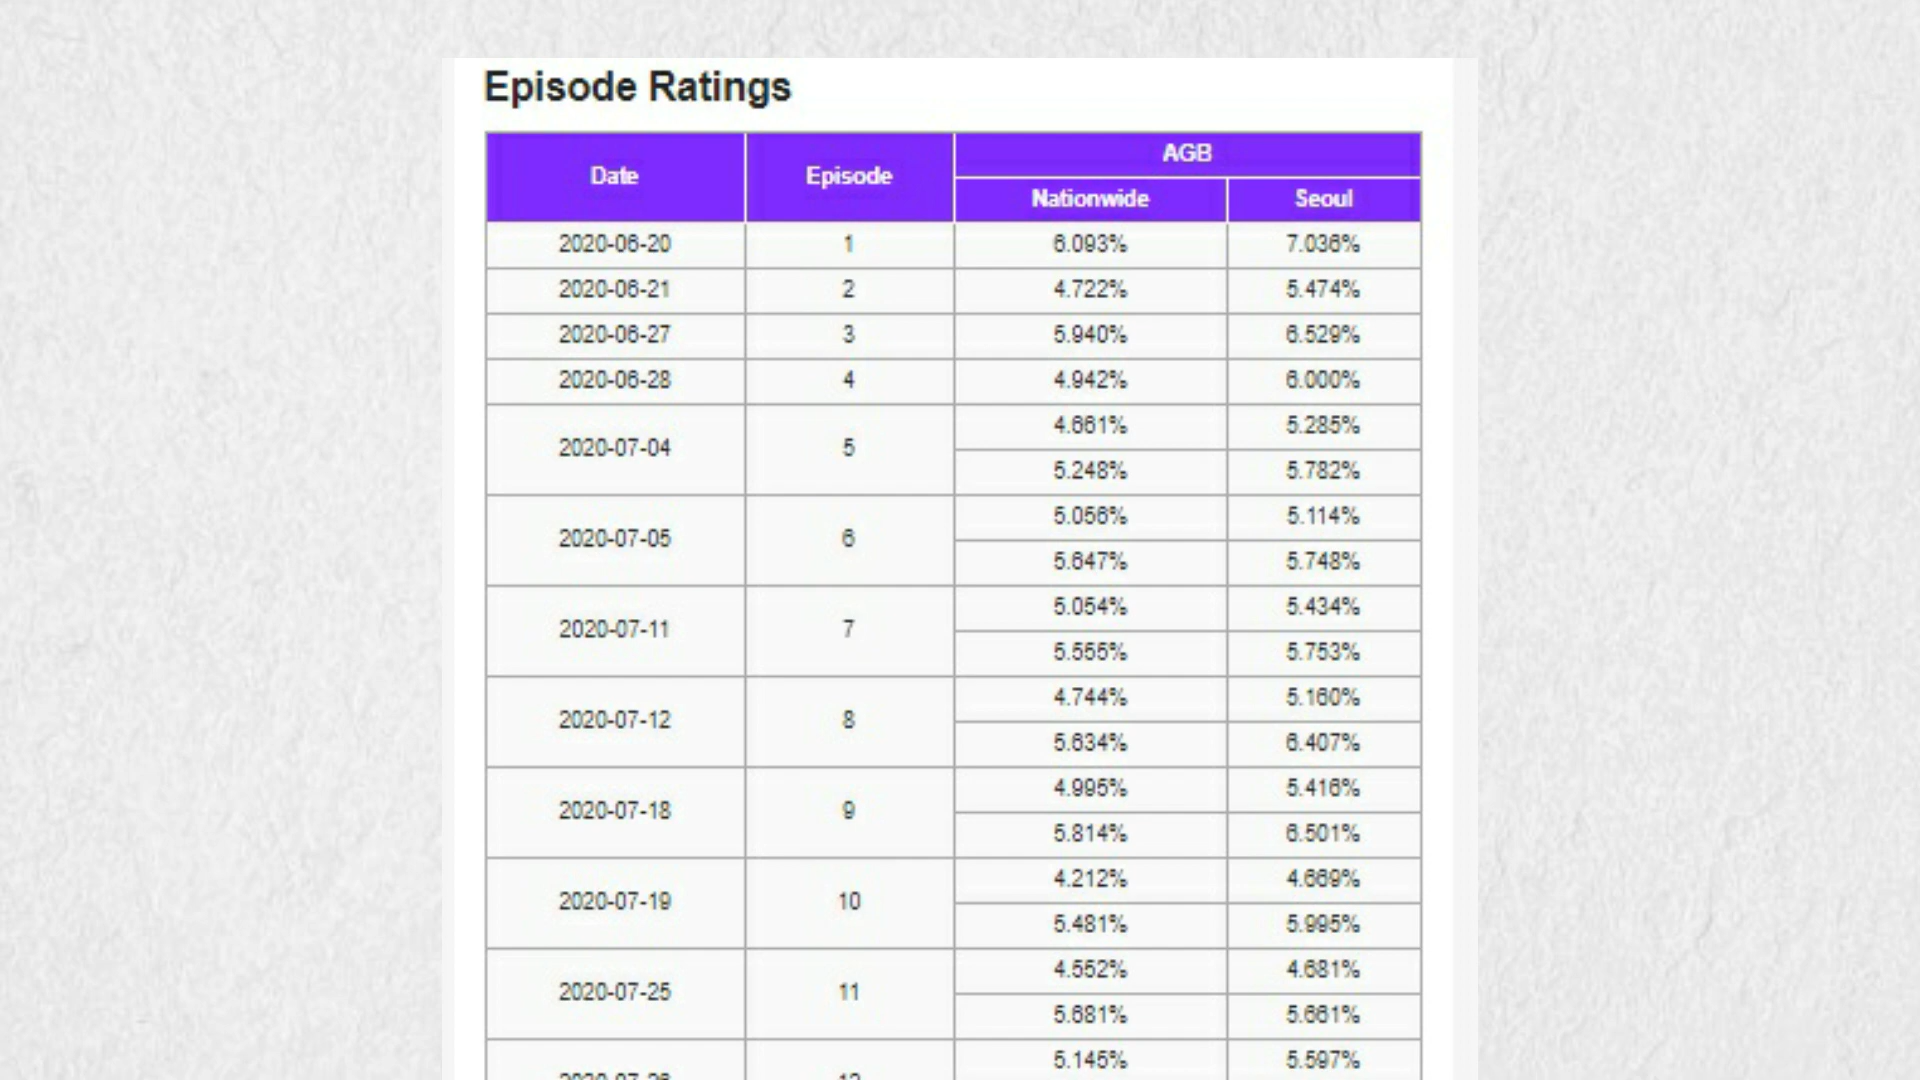 Episode Ratings
Date Episode AGB
Nationwide Seoul
2020-06-20 1 6.093% 7.036%
2020-06-21 2 4.722% 5.474%
2020-06-27 3 5.940% 6.529%
2020-06-28 4 4.942% 6.000%
2020-07-04 5 4.661% 5.285%
5.248% 5.782%
2020-07-05 6 5.056% 5.114%
5.647% 5.748%
2020-07-11 7 5.054% 5.434%
5.555% 5.753%
2020-07-12 8 4.744% 5.160%
5.634% 6.407%
2020-07-18 9 4.995% 5.416%
5.814% 6.501%
2020-07-19 10 4.212% 4.669%
5.481% 5.995%
2020-07-25 11 4.552% 4.681%
5.681% 5.661%
5.145% 5.597%